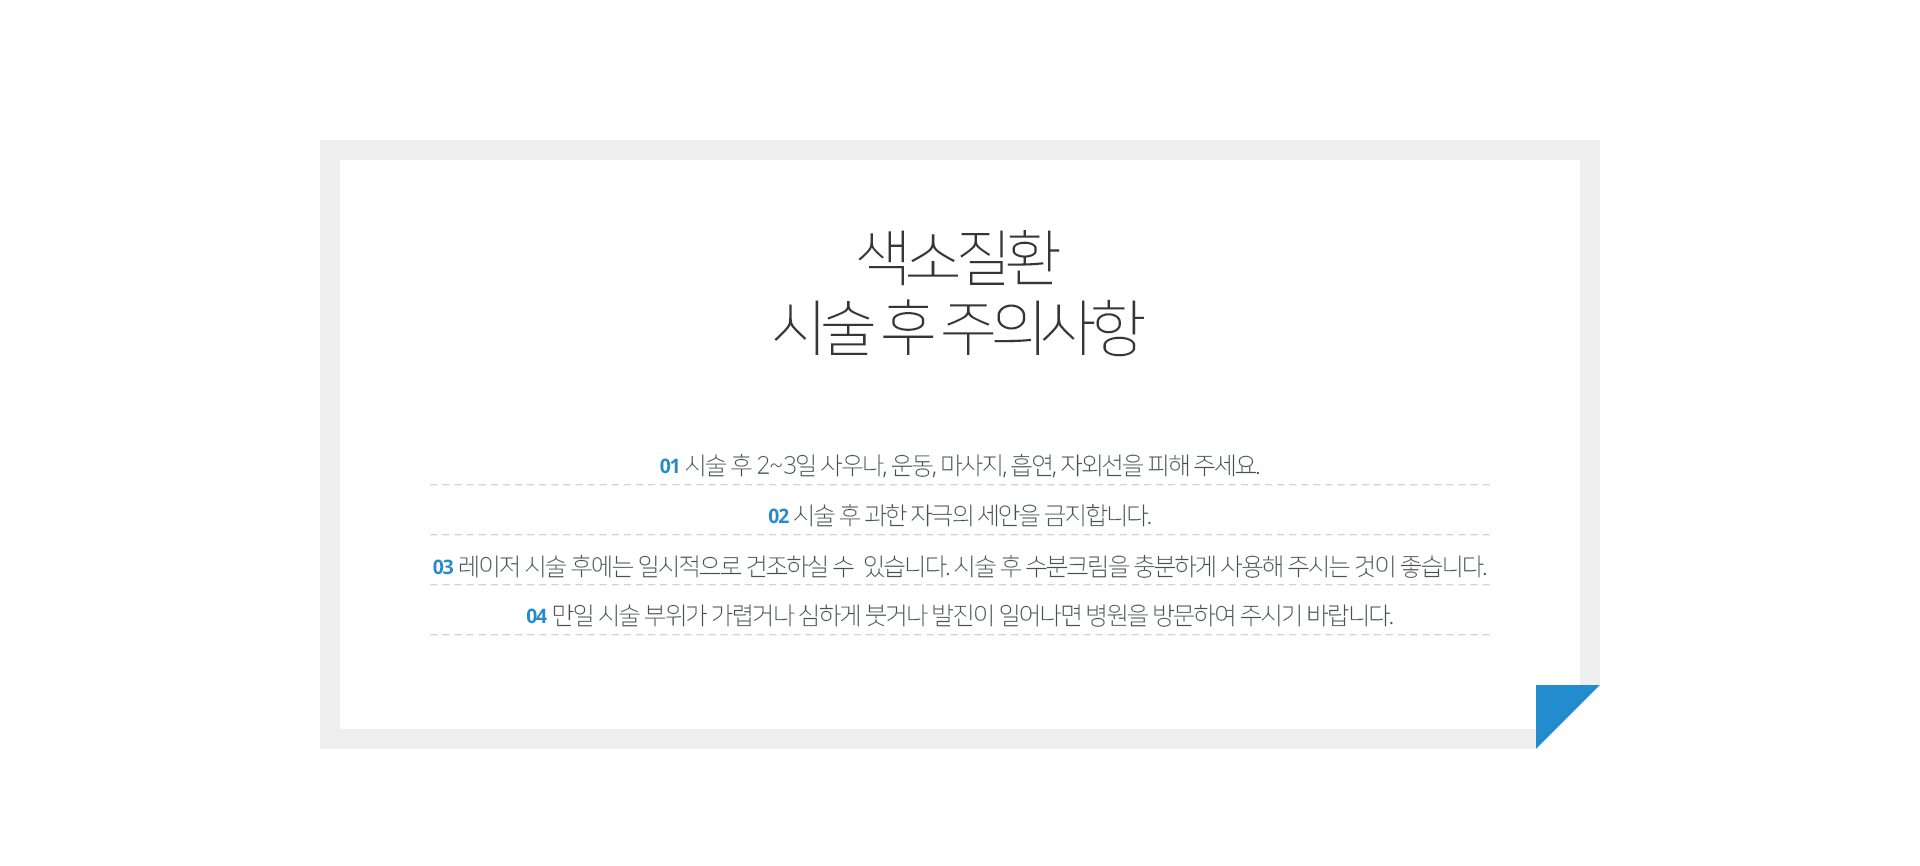 색소질환
시술 후 주의사항
01 시술 후 2~3일 사우나, 운동, 마사지, 흡연, 자외선을 피해 주세요.
02 시술 후 과한 자극의 세안을 금지합니다.
03 레이저 시술 후에는 일시적으로 건조하실 수 있습니다. 시술 후 수분크림을 충분하게 사용해 주시는 것이 좋습니다.
04 만일 시술 부위가 가렵거나 심하게 붓거나 발진이 일어나면 병원을 방문하여 주시기 바랍니다.